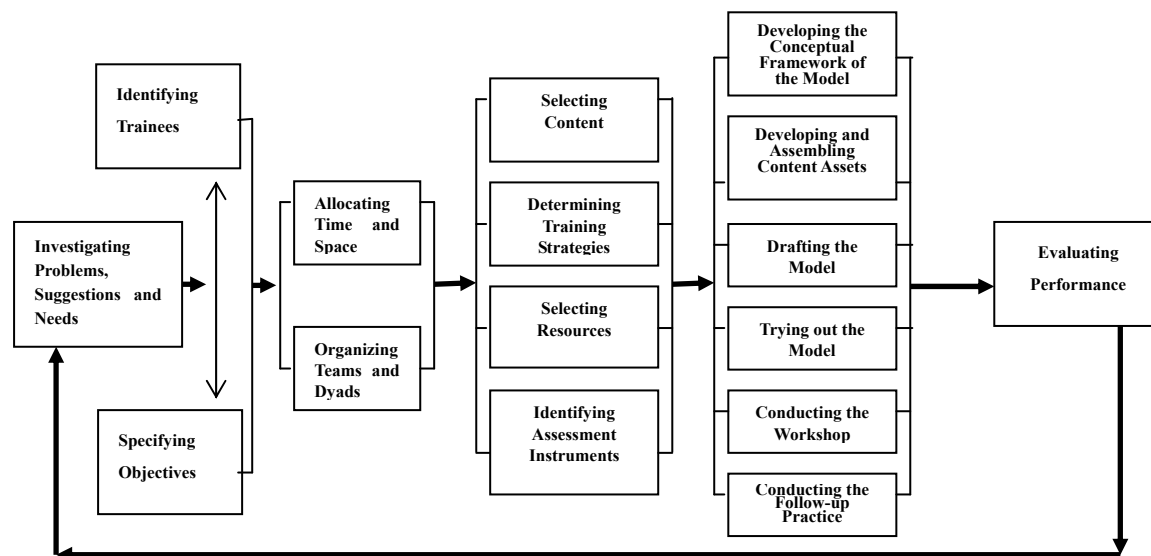 Identifying
Trainees
Specifying
Objectives
Investigating
Problems,
Suggestions and
Needs
Allocating
Time and
Space
Organizing
Teams and
Dyads
Selecting
Content
Determining
Training
Strategies
Selecting
Resources
Identifying
Assessment
Instruments
Developing the
Conceptual
Framework of
the Model
Developing and
Assembling
Content Assets
Drafting the
Model
Trying out the
Model
Conducting the
Workshop
Conducting the
Follow-up
Practice
Evaluating
Performance